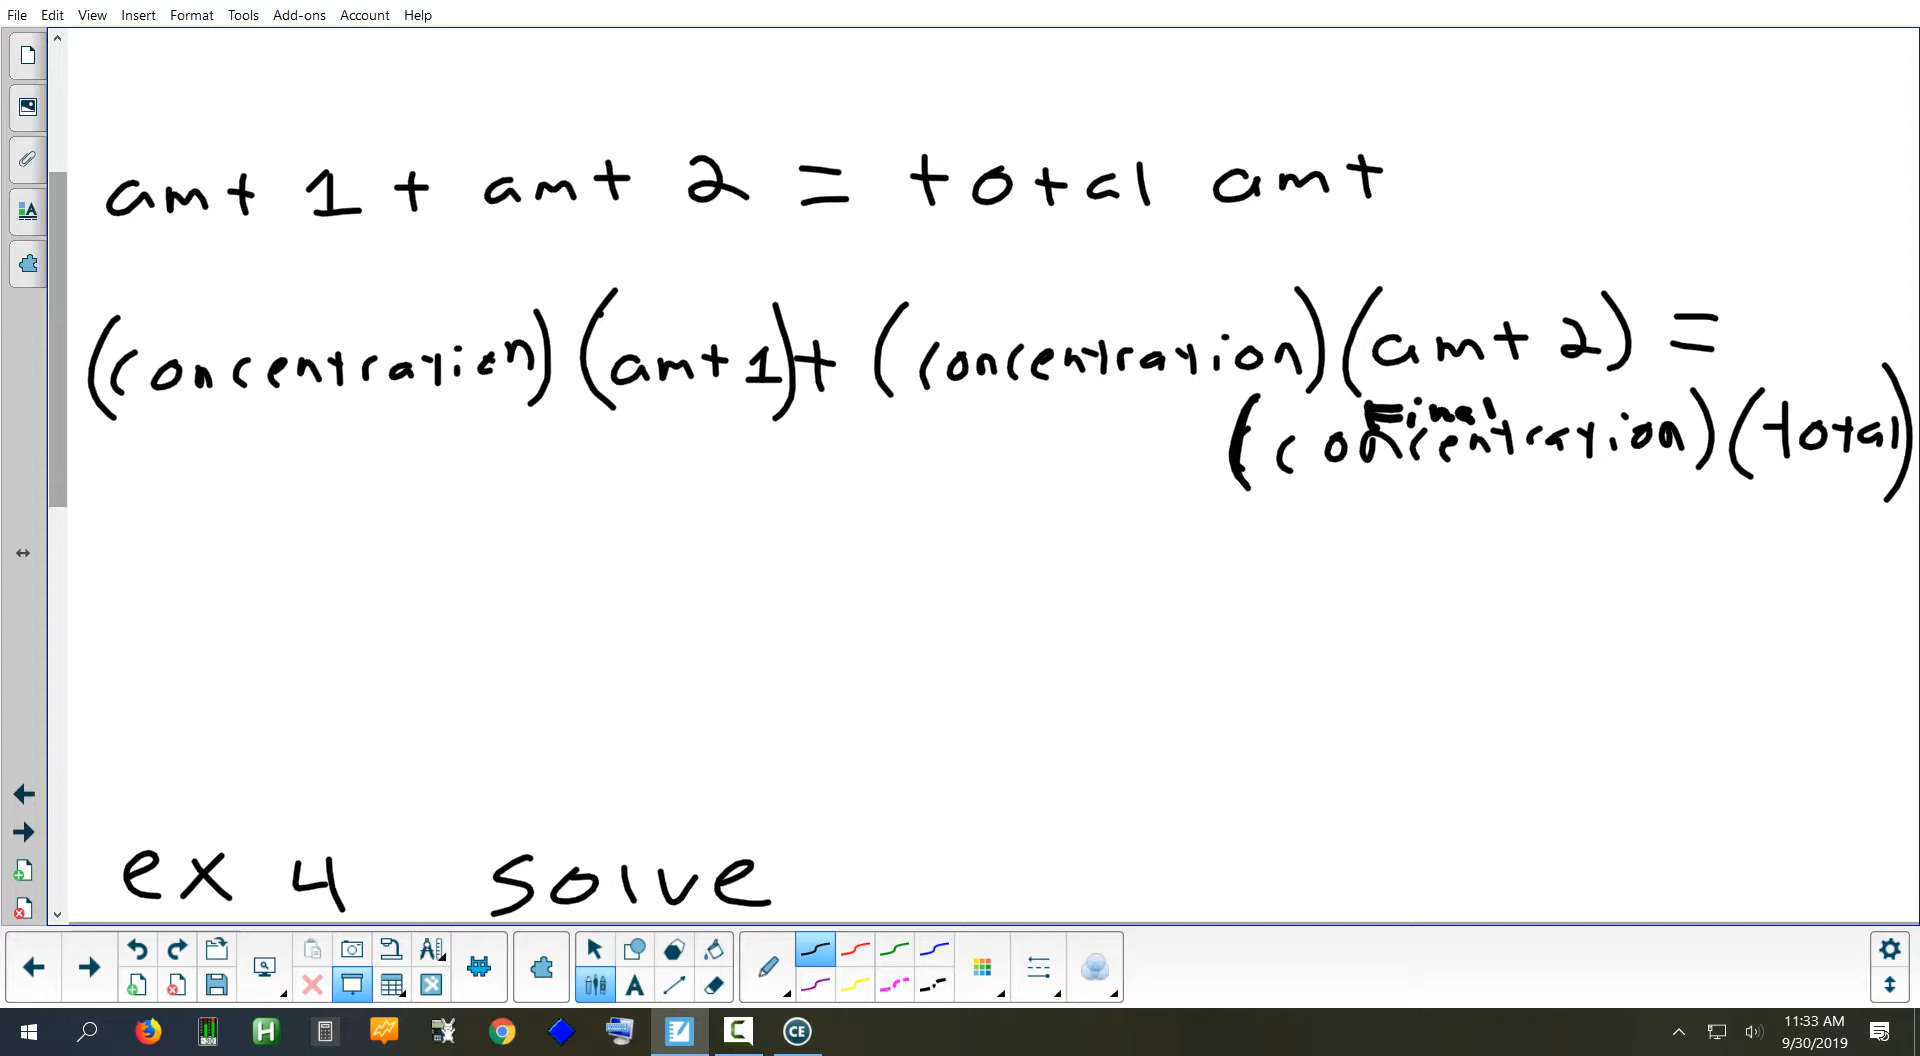 File Edit View Insert Format Tools Add-ons Account Help
amt 1 + amt 2 = total amt
(concentration)(amt 1) + (concentration)(amt 2) =
Final
(concentration)(total)
ex 4 solve
11:33 AM
9/30/2019